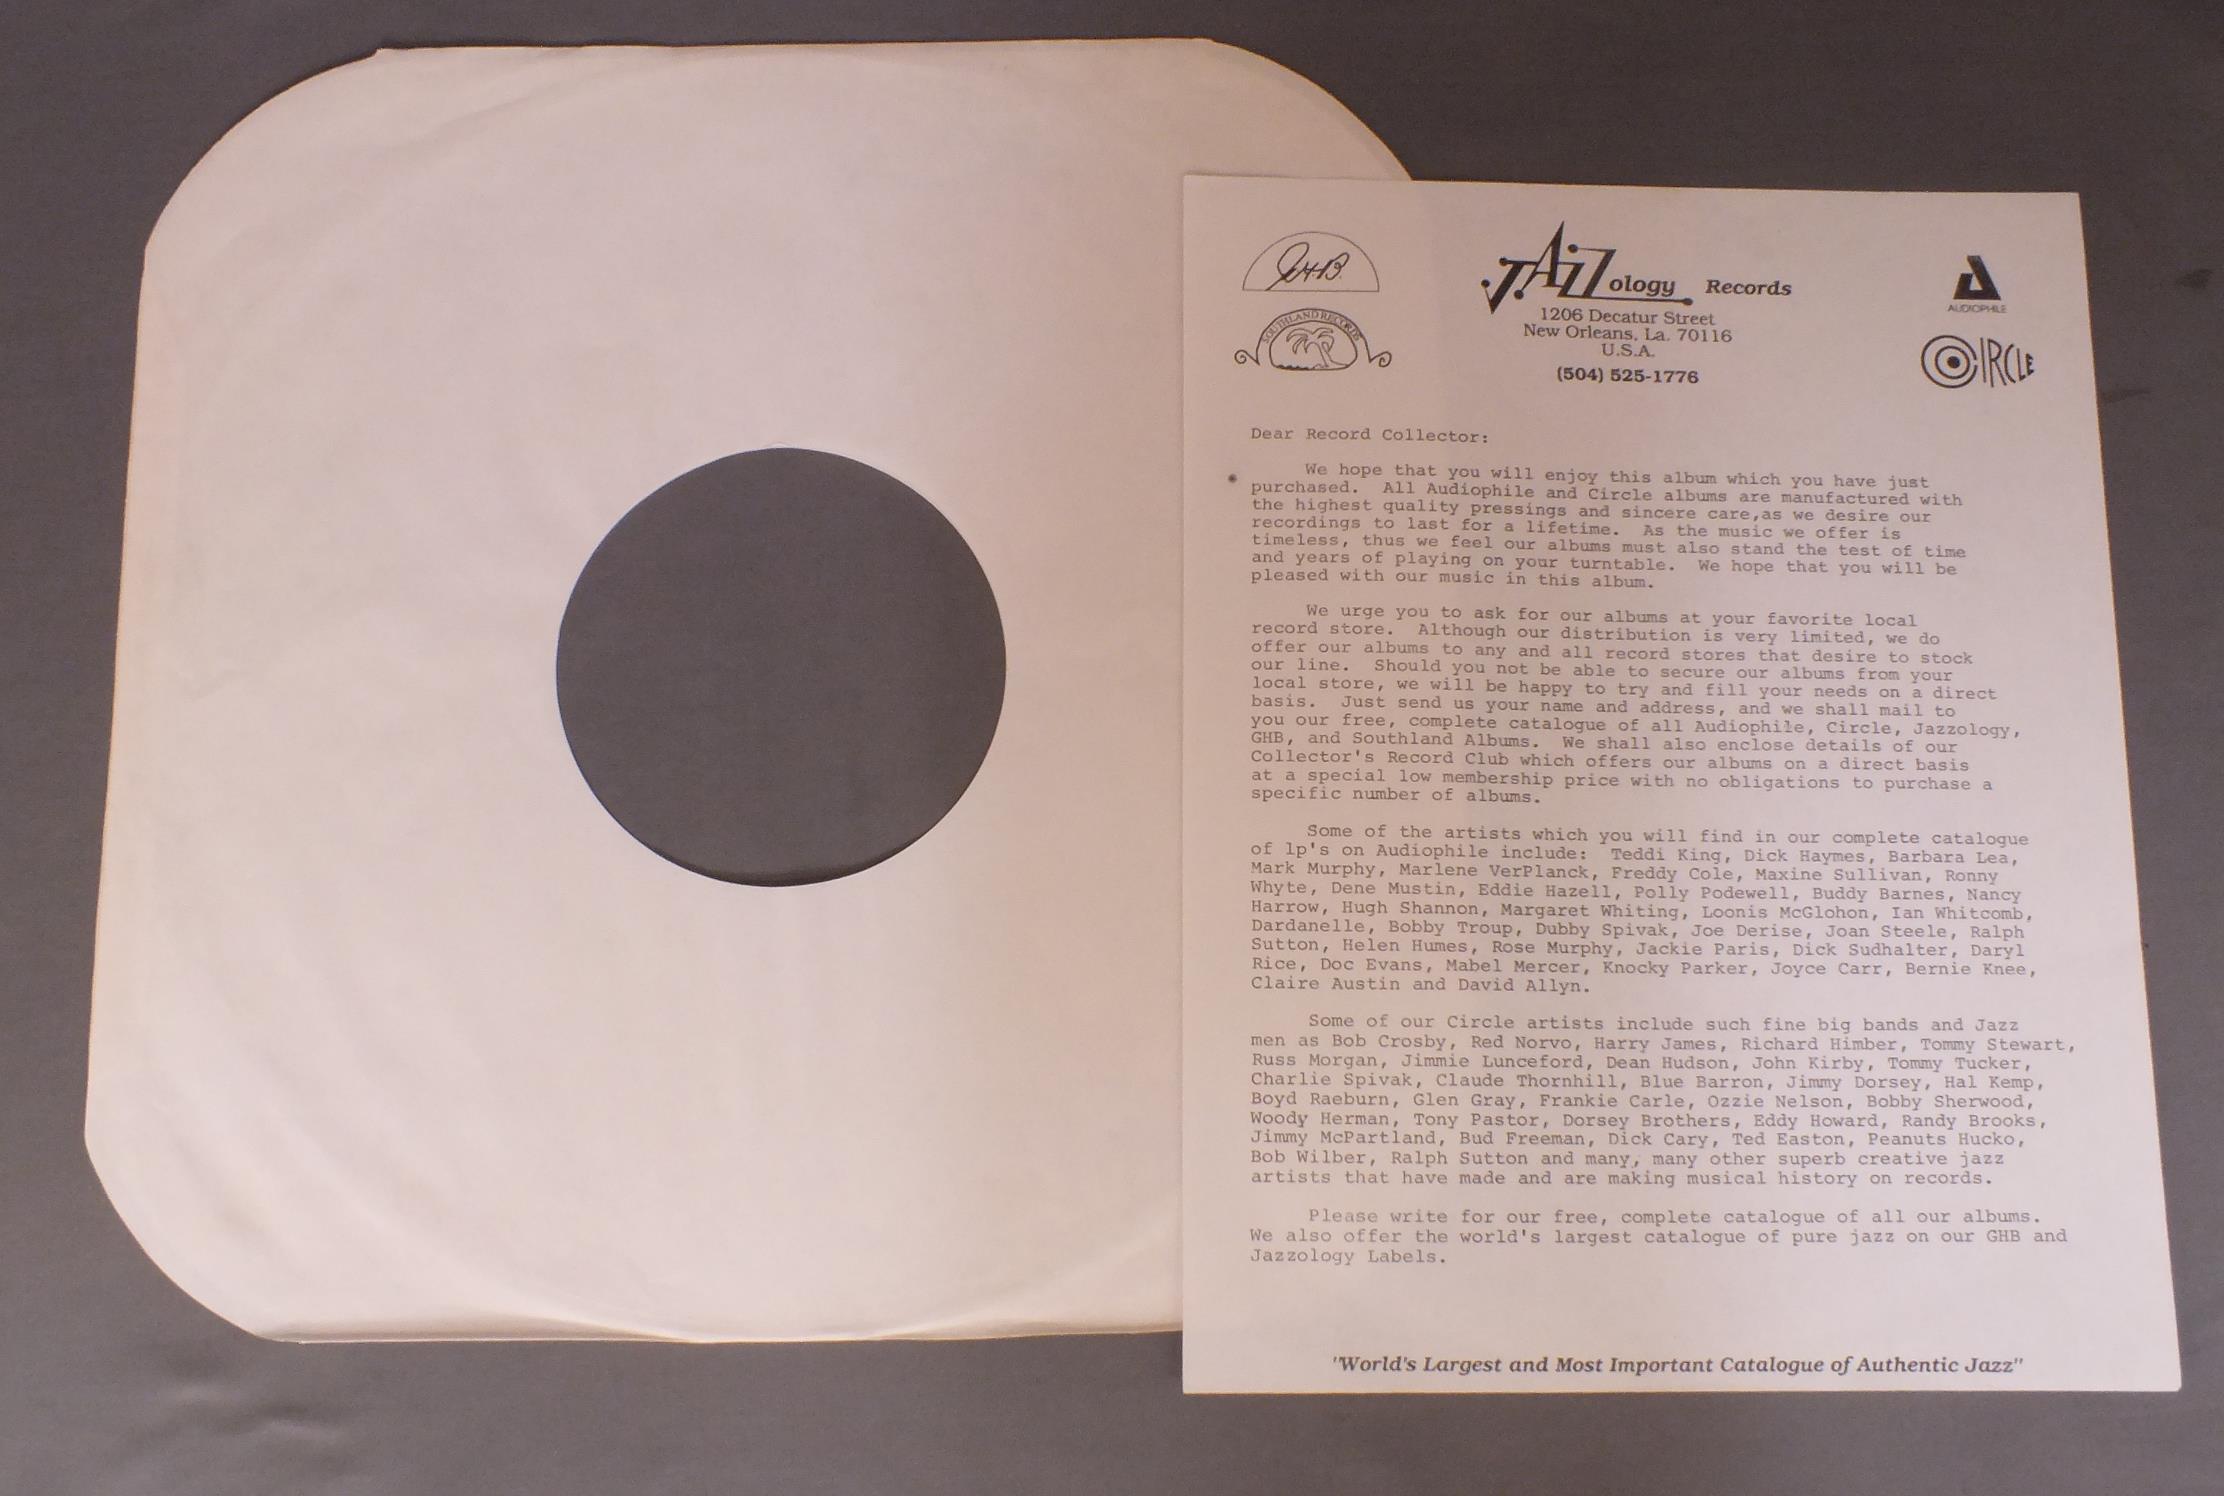 G.H.B.
SOUTHLAND RECORDS
JAZZology Records
1206 Decatur Street
New Orleans, La. 70116
U.S.A.
(504) 525-1776
AUDIOPHILE
CIRCLE
Dear Record Collector:
We hope that you will enjoy this album which you have just
purchased. All Audiophile and Circle albums are manufactured with
the highest quality pressings and sincere care,as we desire our
recordings to last for a lifetime. As the music we offer is
timeless, thus we feel our albums must also stand the test of time
and years of playing on your turntable. We hope that you will be
pleased with our music in this album.
We urge you to ask for our albums at your favorite local
record store. Although our distribution is very limited, we do
offer our albums to any and all record stores that desire to stock
our line. Should you not be able to secure our albums from your
local store, we will be happy to try and fill your needs on a direct
basis. Just send us your name and address, and we shall mail to
you our free, complete catalogue of all Audiophile, Circle, Jazzology,
GHB, and Southland Albums. We shall also enclose details of our
Collector's Record Club which offers our albums on a direct basis
at a special low membership price with no obligations to purchase a
specific number of albums.
Some of the artists which you will find in our complete catalogue
of lp's on Audiophile include: Teddi King, Dick Haymes, Barbara Lea,
Mark Murphy, Marlene VerPlanck, Freddy Cole, Maxine Sullivan, Ronny
Whyte, Dene Mustin, Eddie Hazell, Polly Podewell, Buddy Barnes, Nancy
Harrow, Hugh Shannon, Margaret Whiting, Loonis McGlohon, Ian Whitcomb,
Dardanelle, Bobby Troup, Dubby Spivak, Joe Derise, Joan Steele, Ralph
Sutton, Helen Humes, Rose Murphy, Jackie Paris, Dick Sudhalter, Daryl
Rice, Doc Evans, Mabel Mercer, Knocky Parker, Joyce Carr, Bernie Knee,
Claire Austin and David Allyn.
Some of our Circle artists include such fine big bands and Jazz
men as Bob Crosby, Red Norvo, Harry James, Richard Himber, Tommy Stewart,
Russ Morgan, Jimmie Lunceford, Dean Hudson, John Kirby, Tommy Tucker,
Charlie Spivak, Claude Thornhill, Blue Barron, Jimmy Dorsey, Hal Kemp,
Boyd Raeburn, Glen Gray, Frankie Carle, Ozzie Nelson, Bobby Sherwood,
Woody Herman, Tony Pastor, Dorsey Brothers, Eddy Howard, Randy Brooks,
Jimmy McPartland, Bud Freeman, Dick Cary, Ted Easton, Peanuts Hucko,
Bob Wilber, Ralph Sutton and many, many other superb creative jazz
artists that have made and are making musical history on records.
Please write for our free, complete catalogue of all our albums.
We also offer the world's largest catalogue of pure jazz on our GHB and
Jazzology Labels.
"World's Largest and Most Important Catalogue of Authentic Jazz"